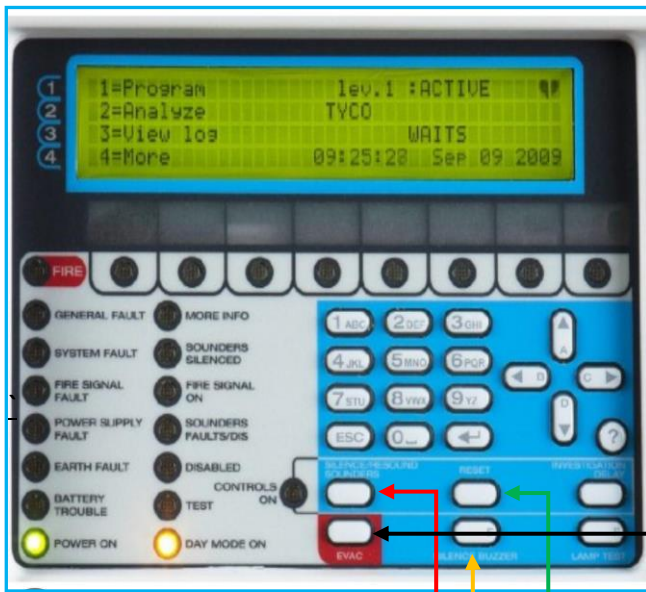 1
2
3
4
1=Program lev.1 :ACTIVE
2=Analyze TYCO
3=View log WAITS
4=More 09:25:28 Sep 09 2009
FIRE
GENERAL FAULT
MORE INFO
SYSTEM FAULT
SOUNDERS SILENCED
FIRE SIGNAL FAULT
FIRE SIGNAL ON
POWER SUPPLY FAULT
SOUNDERS FAULTS/DIS
EARTH FAULT
DISABLED
BATTERY TROUBLE
TEST
CONTROLS ON
POWER ON
DAY MODE ON
1 ABC 2 DEF 3 GHI
4 JKL 5 MNO 6 PQR
7 STU 8 VWX 9 YZ
ESC 0
A
B C
D
?
SILENCE/RESOUND SOUNDERS
RESET
INVESTIGATION DELAY
EVAC
SILENCE BUZZER
LAMP TEST